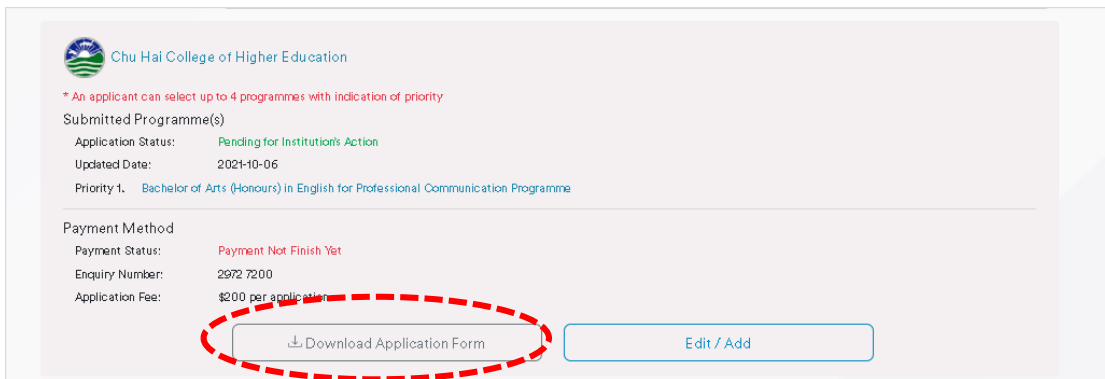 Chu Hai College of Higher Education
* An applicant can select up to 4 programmes with indication of priority
Submitted Programme(s)
Application Status: Pending for Institution's Action
Updated Date: 2021-10-06
Priority 1. Bachelor of Arts (Honours) in English for Professional Communication Programme
Payment Method
Payment Status: Payment Not Finish Yet
Enquiry Number: 2972 7200
Application Fee: $200 per application
Download Application Form Edit / Add